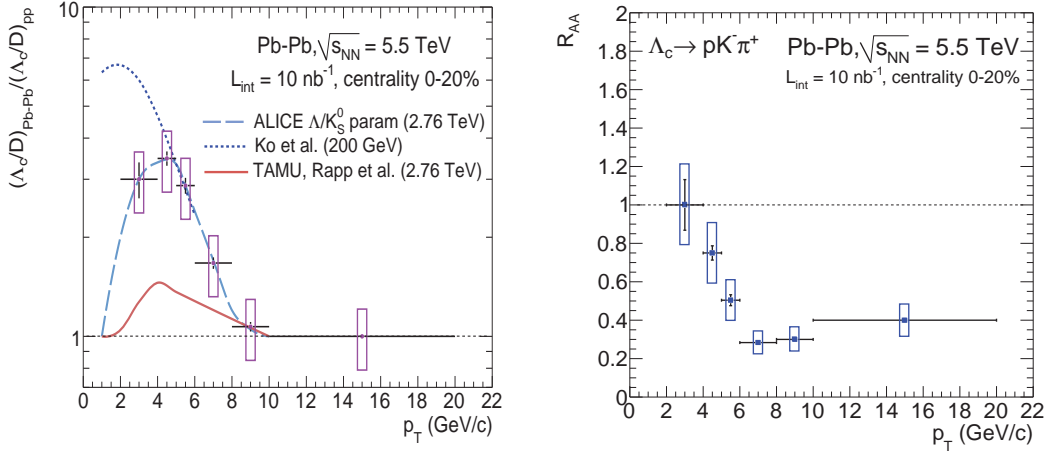 (Λc/D)Pb-Pb/(Λc/D)pp
10
1
Pb-Pb, √sNN = 5.5 TeV
Lint = 10 nb⁻¹, centrality 0-20%
ALICE Λ/K⁰S param (2.76 TeV)
Ko et al. (200 GeV)
TAMU, Rapp et al. (2.76 TeV)
0 2 4 6 8 10 12 14 16 18 20 22
pT (GeV/c)
RAA
2
1.8
1.6
1.4
1.2
1
0.8
0.6
0.4
0.2
0
Λc → pK⁻π⁺
Pb-Pb, √sNN = 5.5 TeV
Lint = 10 nb⁻¹, centrality 0-20%
0 2 4 6 8 10 12 14 16 18 20 22
pT (GeV/c)